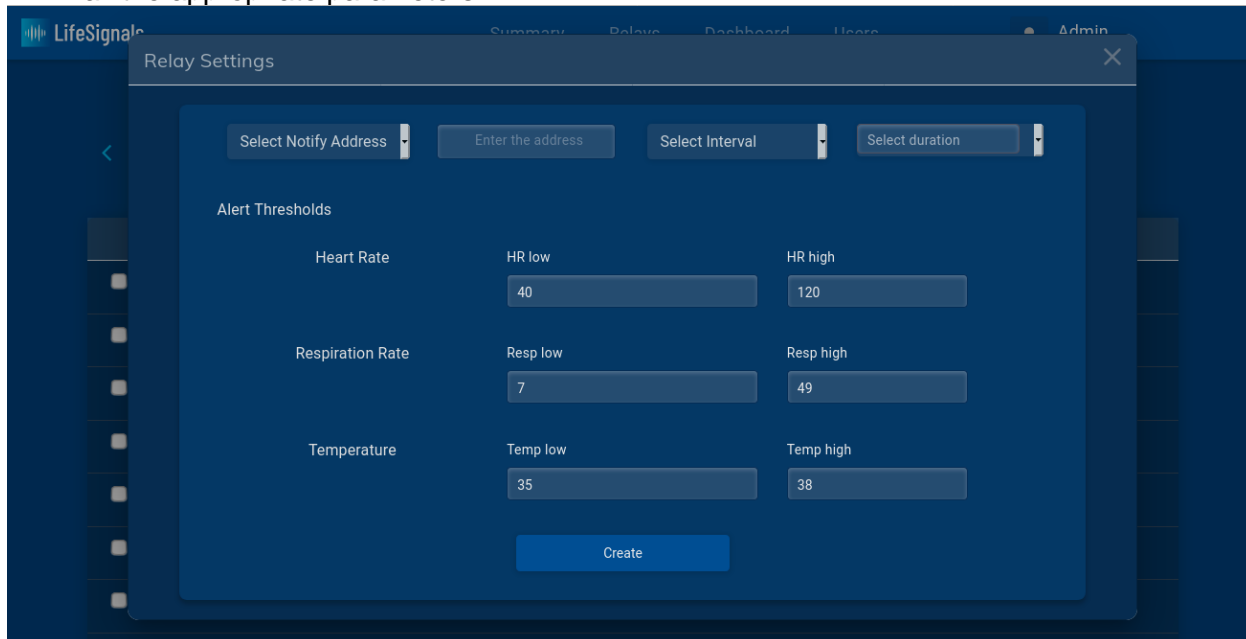 LifeSignals
Summary Relays Dashboard Users Admin
Relay Settings
Select Notify Address Enter the address Select Interval Select duration
Alert Thresholds
Heart Rate HR low HR high
40 120
Respiration Rate Resp low Resp high
7 49
Temperature Temp low Temp high
35 38
Create